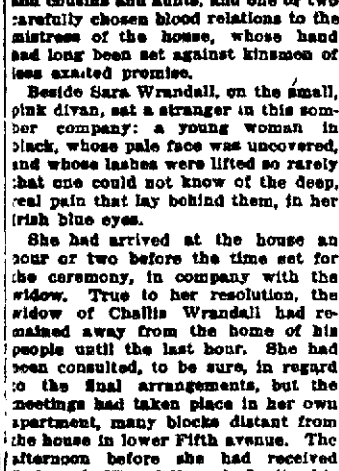 and cousins and aunts, and one or two
carefully chosen blood relations to the
mistress of the house, whose hand
had long been set against kinsmen of
less exalted promise.
Beside Sara Wrandall, on the small,
pink divan, sat a stranger in this som-
ber company: a young woman in
black, whose pale face was uncovered,
and whose lashes were lifted so rarely
that one could not know of the deep,
real pain that lay behind them, in her
Irish blue eyes.
She had arrived at the house an
hour or two before the time set for
the ceremony, in company with the
widow. True to her resolution, the
widow of Challis Wrandall had re-
mained away from the home of his
people until the last hour. She had
been consulted, to be sure, in regard
to the final arrangements, but the
meetings had taken place in her own
apartment, many blocks distant from
the house in lower Fifth avenue. The
afternoon before she had received